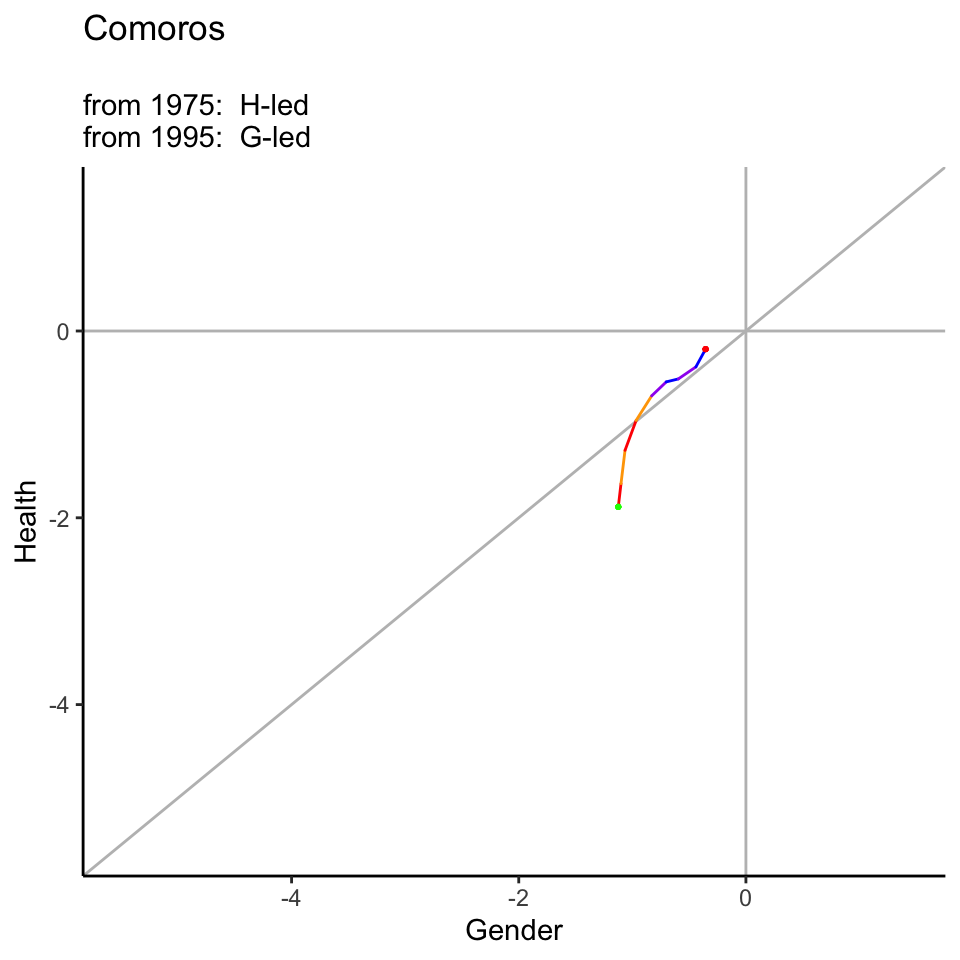 Comoros
from 1975:  H-led
from 1995:  G-led
Health
0
-2
-4
-4
-2
0
Gender